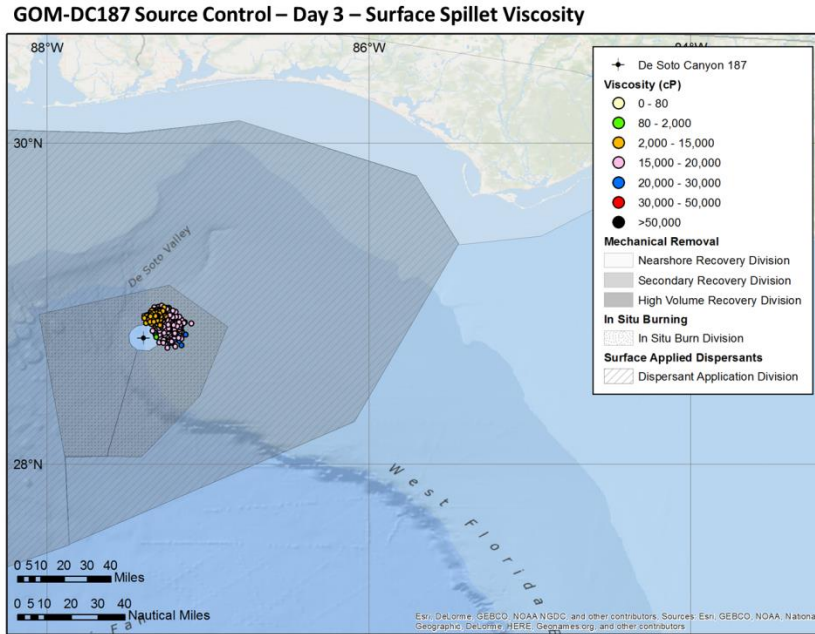 GOM-DC187 Source Control – Day 3 – Surface Spillet Viscosity
88°W
86°W
84°W
30°N
28°N
De Soto Valley
West Florida
De Soto Canyon 187
Viscosity (cP)
0 - 80
80 - 2,000
2,000 - 15,000
15,000 - 20,000
20,000 - 30,000
30,000 - 50,000
>50,000
Mechanical Removal
Nearshore Recovery Division
Secondary Recovery Division
High Volume Recovery Division
In Situ Burning
In Situ Burn Division
Surface Applied Dispersants
Dispersant Application Division
0 5 10 20 30 40
Miles
0 5 10 20 30 40
Nautical Miles
Fan
Esri, DeLorme, GEBCO, NOAA NGDC, and other contributors, Sources: Esri, GEBCO, NOAA, National
Geographic, DeLorme, HERE, Geonames.org, and other contributors